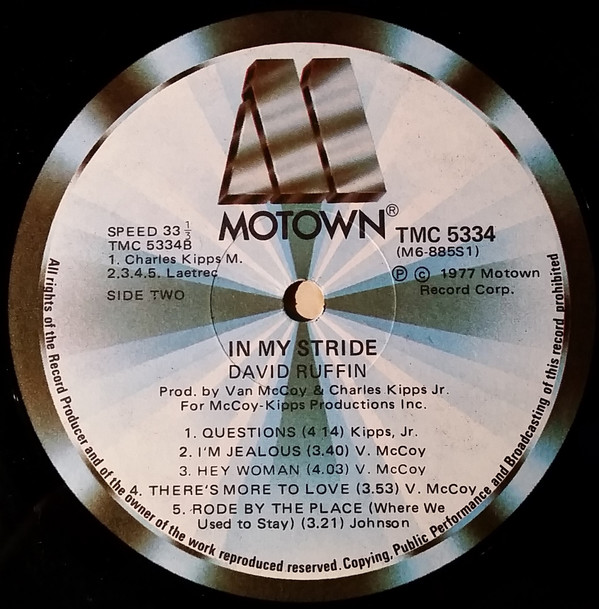 MOTOWN®
SPEED 33 1/3
TMC 5334B
1. Charles Kipps M.
2.3.4.5. Laetrec
SIDE TWO
TMC 5334
(M6-885S1)
Ⓟ © 1977 Motown
Record Corp.
IN MY STRIDE
DAVID RUFFIN
Prod. by Van McCoy & Charles Kipps Jr.
For McCoy-Kipps Productions Inc.
1. QUESTIONS (4 14) Kipps, Jr.
2. I'M JEALOUS (3.40) V. McCoy
3. HEY WOMAN (4.03) V. McCoy
4. THERE'S MORE TO LOVE (3.53) V. McCoy
5. RODE BY THE PLACE (Where We
Used to Stay) (3.21) Johnson
All rights of the Record Producer and of the owner of the work reproduced reserved. Copying, Public Performance and Broadcasting of this record prohibited